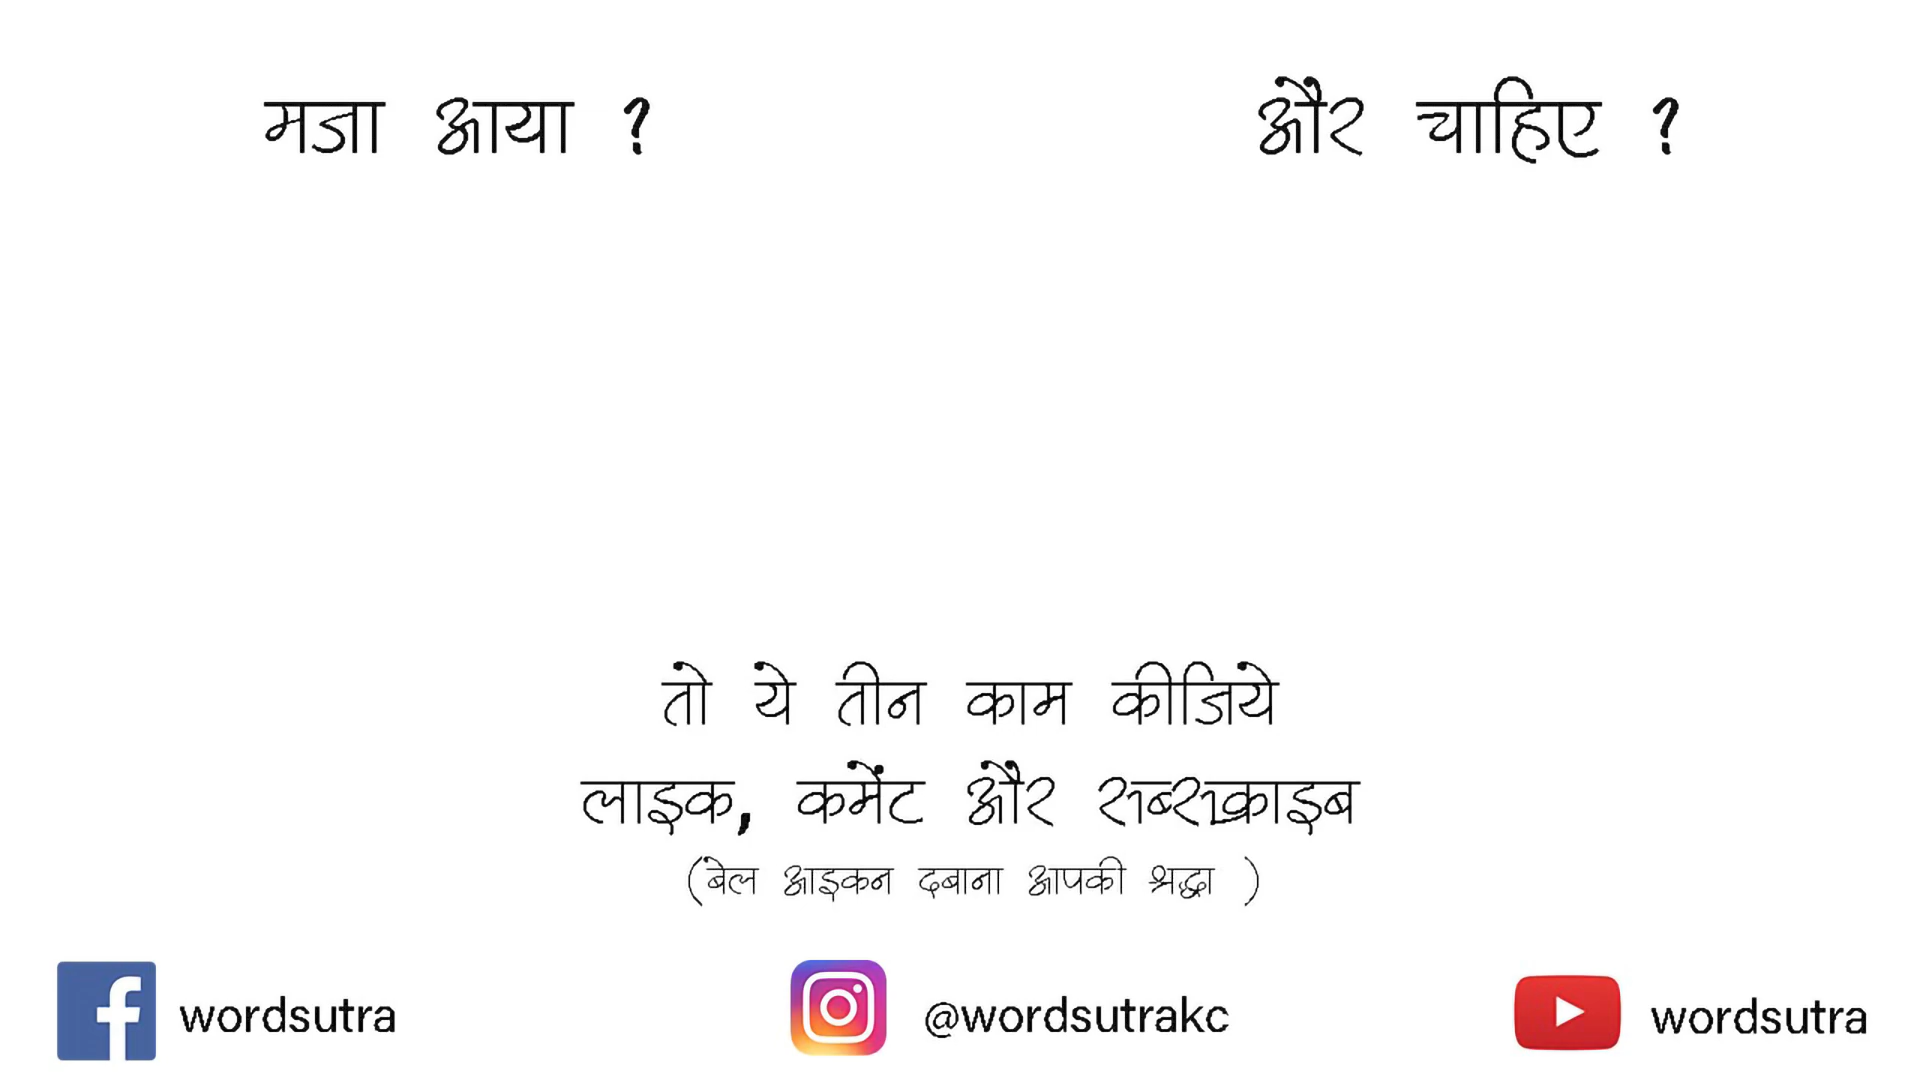 मजा आया ?
और चाहिए ?
तो ये तीन काम कीजिये
लाइक, कमेंट और सब्सक्राइब
(बेल आइकन दबाना आपकी श्रद्धा )
wordsutra
@wordsutrakc
wordsutra